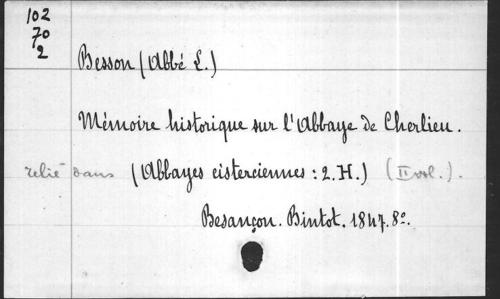 102
70
2
Besson (Abbé L.)
Mémoire historique sur l'Abbaye de Cherlieu.
relié dans (Abbayes cisterciennes : 2. H.) (II vol.).
Besançon. Bintot. 1847. 8º.